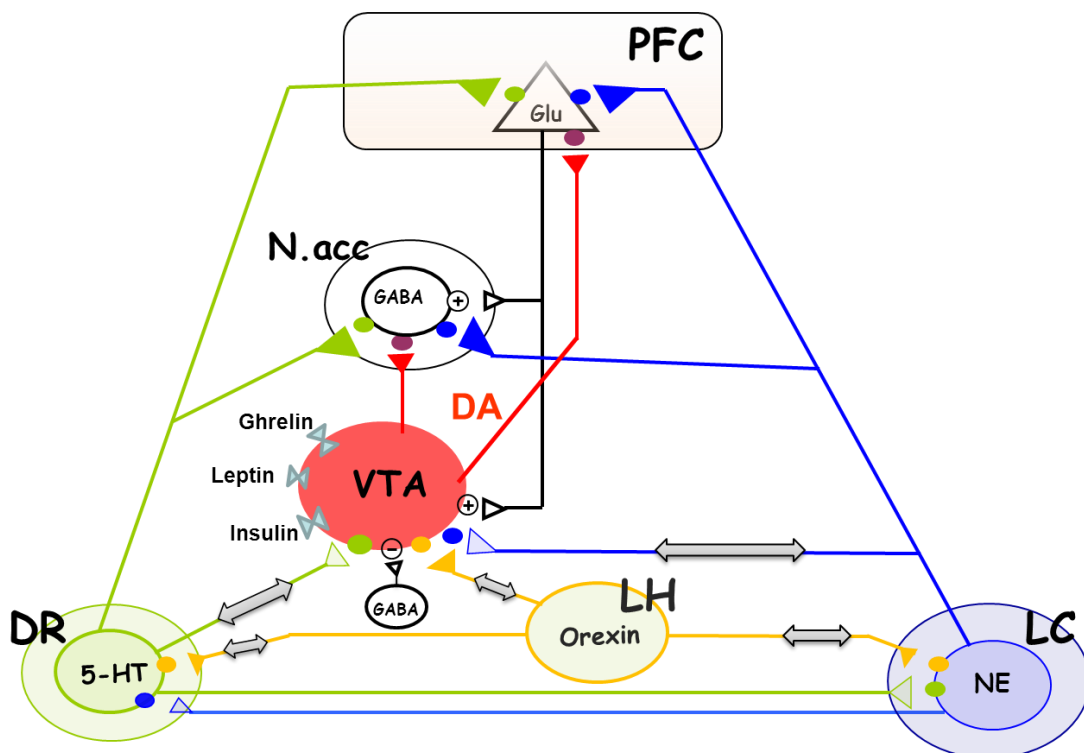 PFC
Glu
N.acc
GABA
+
DA
Ghrelin
Leptin
VTA
Insulin
+
−
GABA
LH
Orexin
DR
5-HT
LC
NE